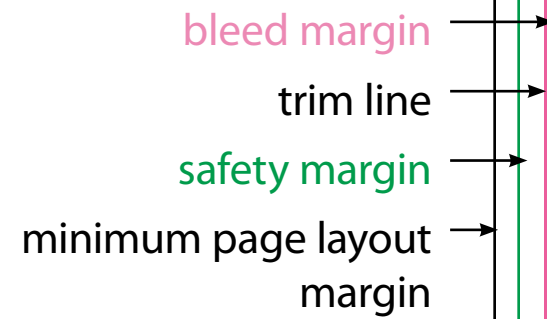 bleed margin
trim line
safety margin
minimum page layout
margin